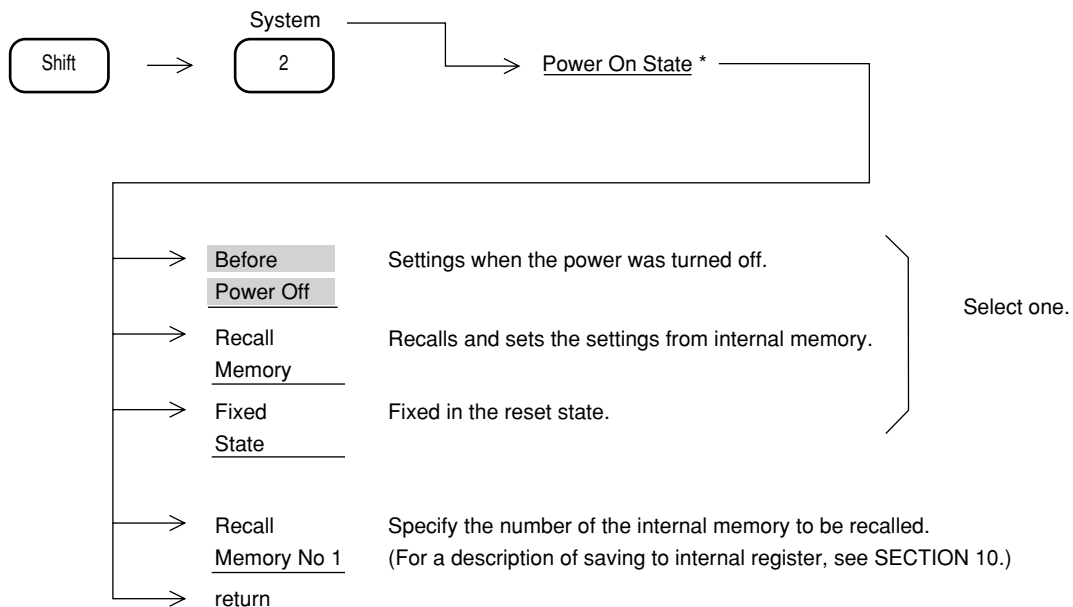 System
Shift
2
Power On State *
Before
Power Off
Settings when the power was turned off.
Recall
Memory
Recalls and sets the settings from internal memory.
Fixed
State
Fixed in the reset state.
Select one.
Recall
Memory No 1
Specify the number of the internal memory to be recalled.
(For a description of saving to internal register, see SECTION 10.)
return